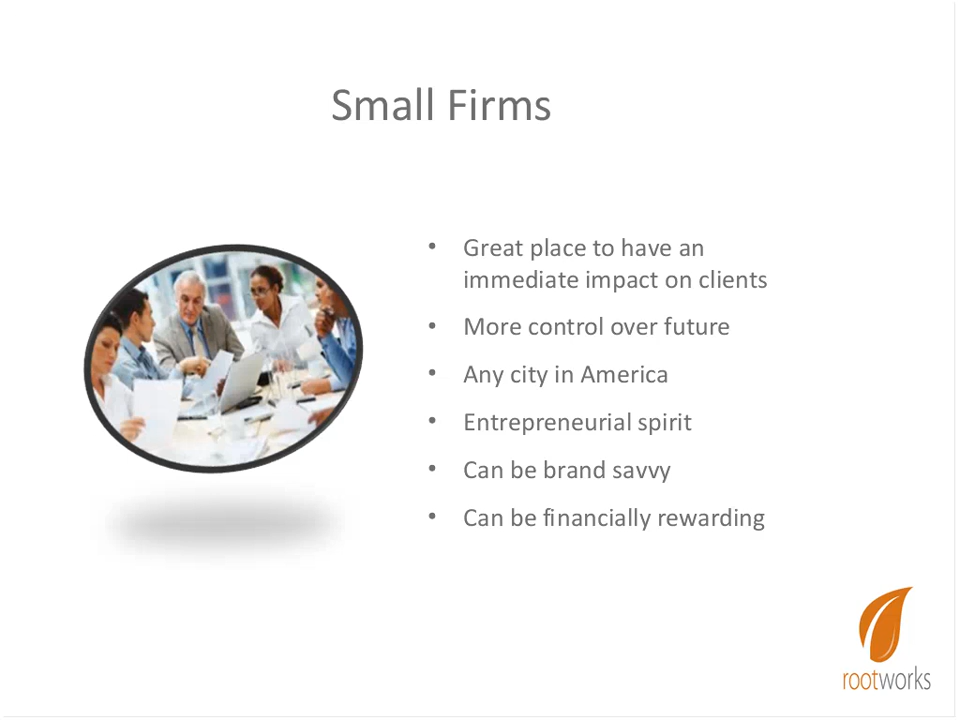 Small Firms
• Great place to have an
immediate impact on clients
• More control over future
• Any city in America
• Entrepreneurial spirit
• Can be brand savvy
• Can be financially rewarding
rootworks